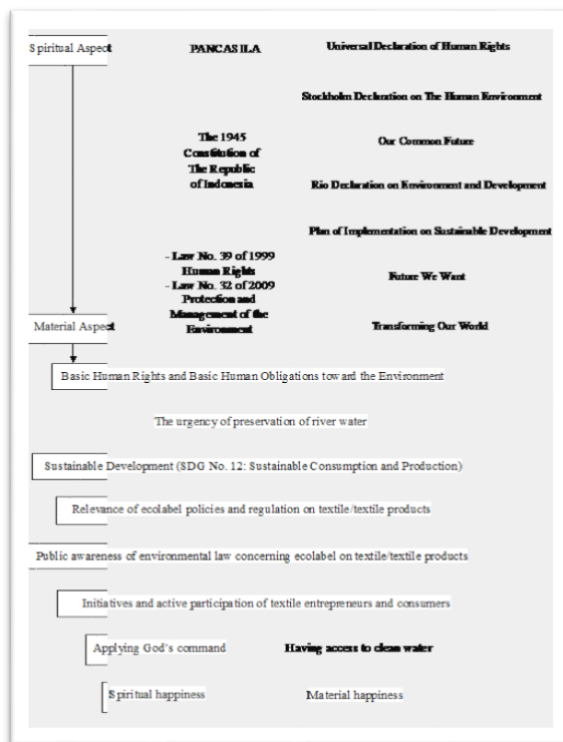 Spiritual Aspect
PANCASILA
Universal Declaration of Human Rights
Stockholm Declaration on The Human Environment
The 1945
Constitution of
The Republic
of Indonesia
Our Common Future
Rio Declaration on Environment and Development
Plan of Implementation on Sustainable Development
- Law No. 39 of 1999
Human Rights
- Law No. 32 of 2009
Protection and
Management of the
Environment
Future We Want
Material Aspect
Transforming Our World
Basic Human Rights and Basic Human Obligations toward the Environment
The urgency of preservation of river water
Sustainable Development (SDG No. 12: Sustainable Consumption and Production)
Relevance of ecolabel policies and regulation on textile/textile products
Public awareness of environmental law concerning ecolabel on textile/textile products
Initiatives and active participation of textile entrepreneurs and consumers
Applying God's command
Having access to clean water
Spiritual happiness
Material happiness